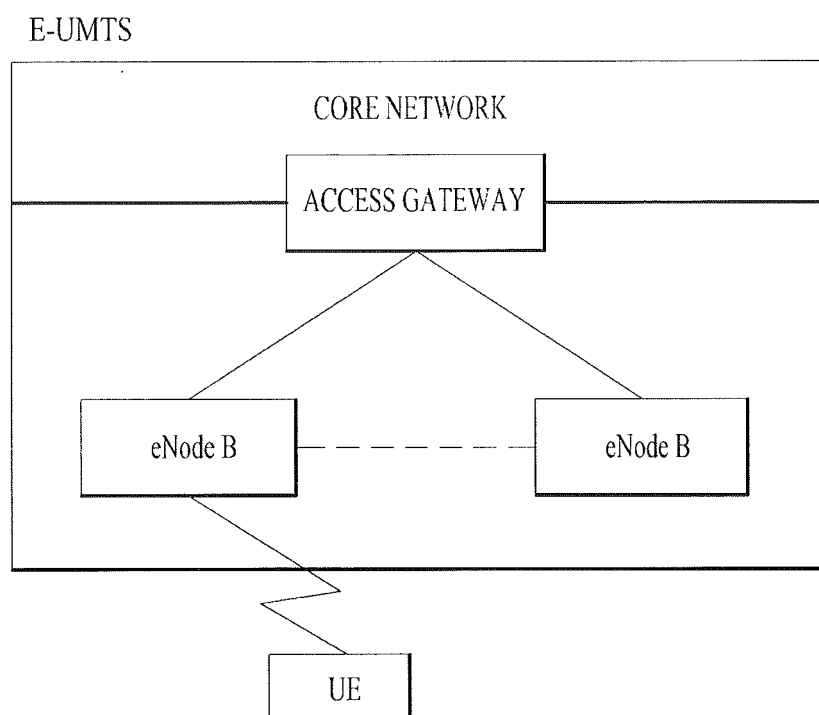 E-UMTS
CORE NETWORK
ACCESS GATEWAY
eNode B
eNode B
UE